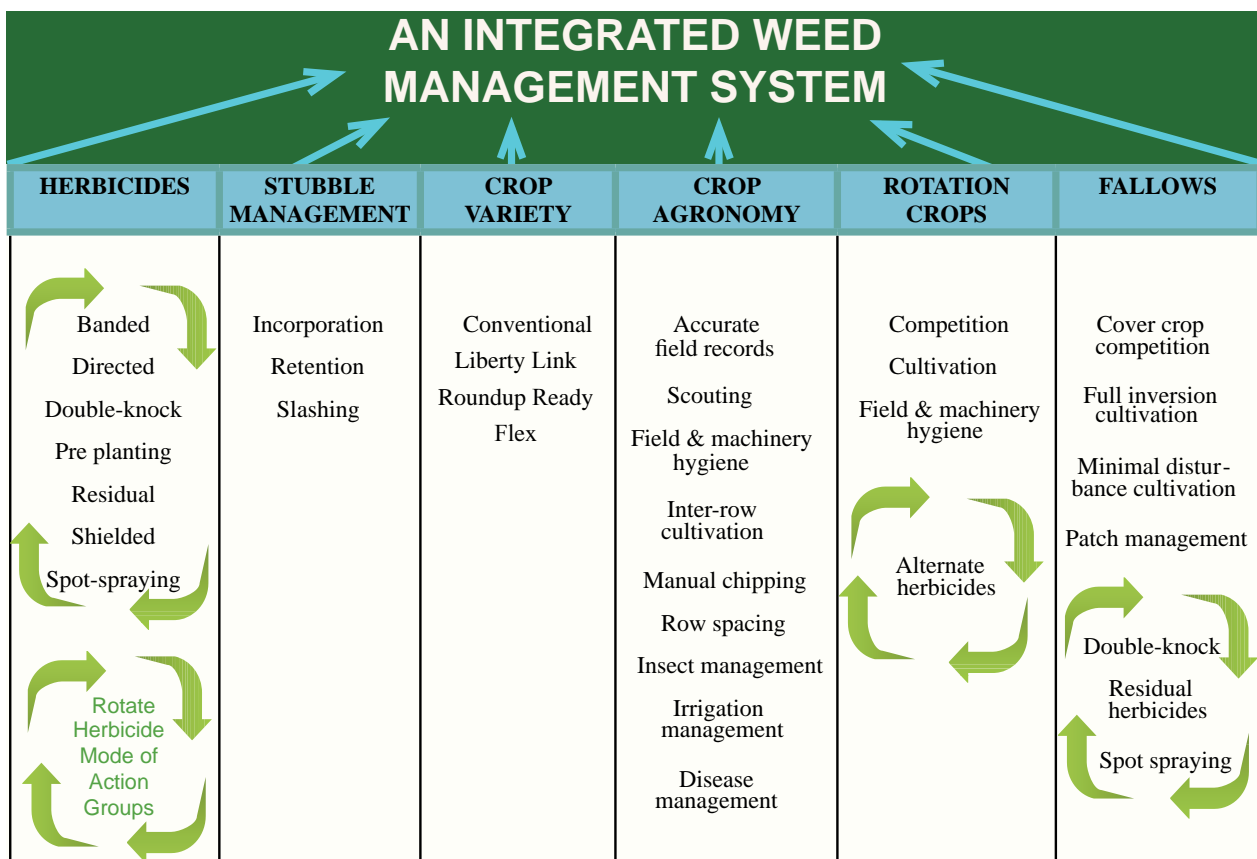 AN INTEGRATED WEED
MANAGEMENT SYSTEM
HERBICIDES
STUBBLE
MANAGEMENT
CROP
VARIETY
CROP
AGRONOMY
ROTATION
CROPS
FALLOWS
Banded
Directed
Double-knock
Pre planting
Residual
Shielded
Spot-spraying
Rotate
Herbicide
Mode of
Action
Groups
Incorporation
Retention
Slashing
Conventional
Liberty Link
Roundup Ready
Flex
Accurate
field records
Scouting
Field & machinery
hygiene
Inter-row
cultivation
Manual chipping
Row spacing
Insect management
Irrigation
management
Disease
management
Competition
Cultivation
Field & machinery
hygiene
Alternate
herbicides
Cover crop
competition
Full inversion
cultivation
Minimal distur-
bance cultivation
Patch management
Double-knock
Residual
herbicides
Spot spraying